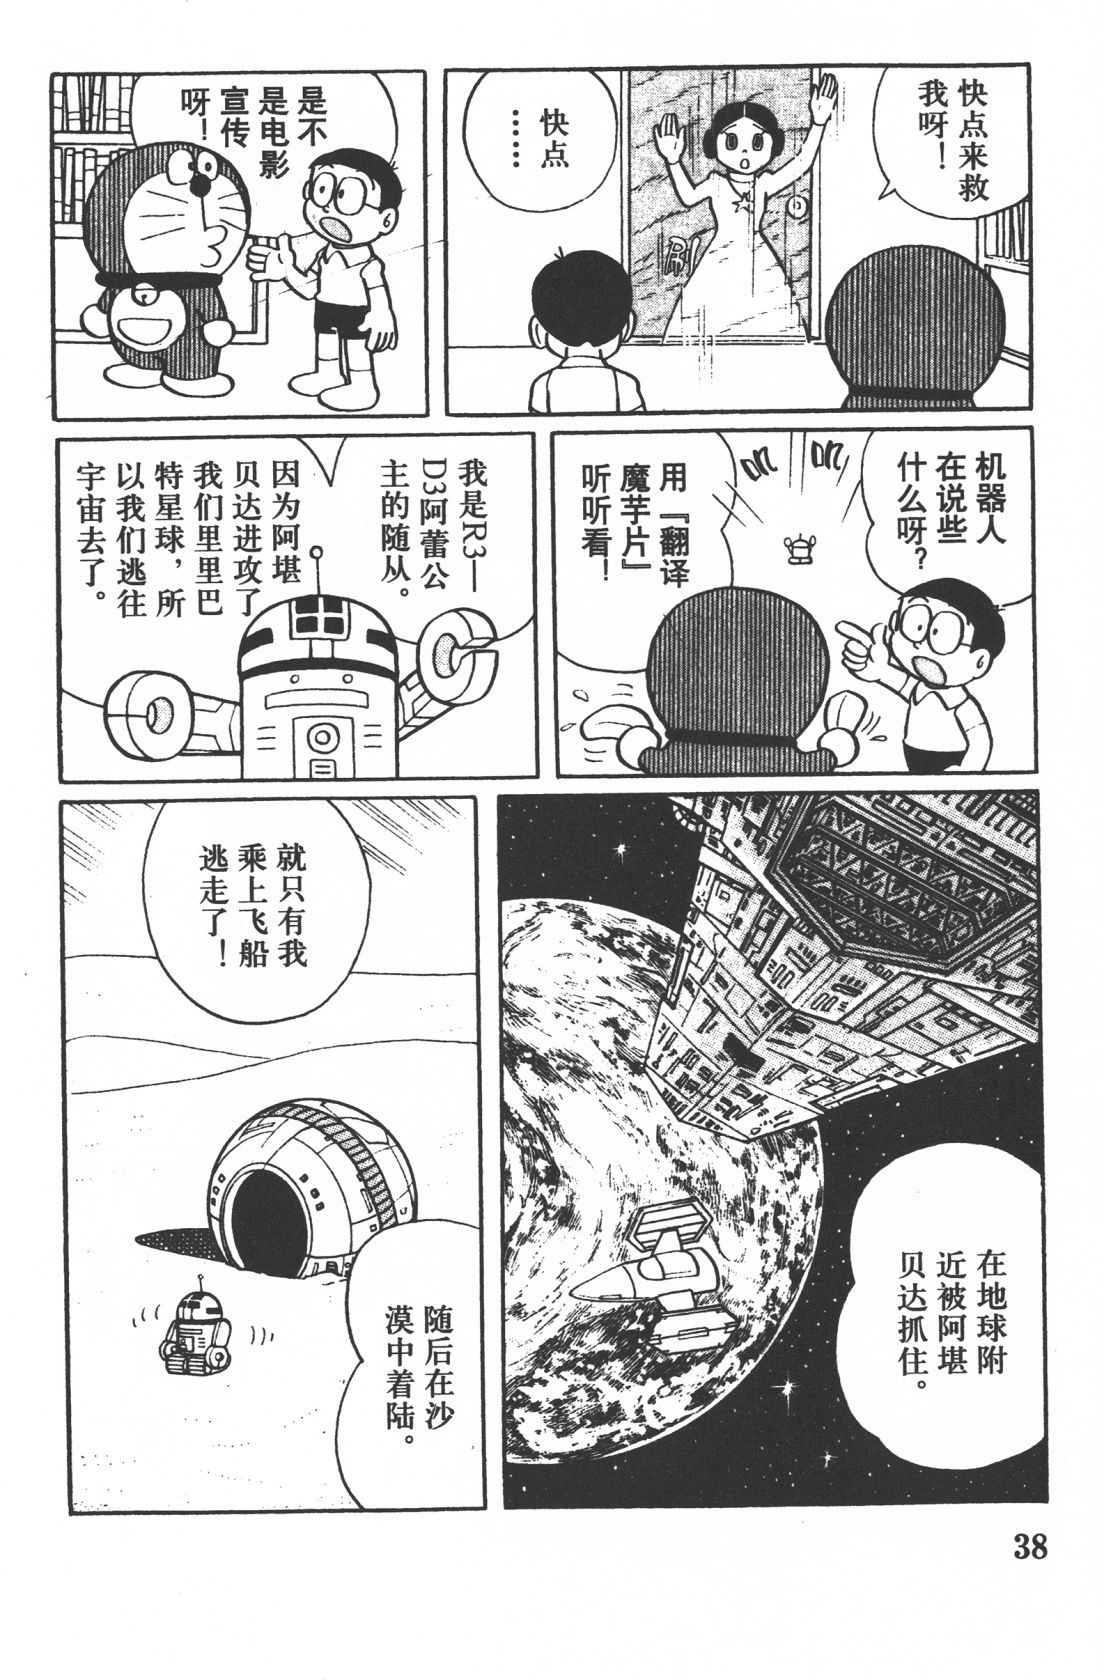 快点来救
我呀！
快点
……
是不
是电影
宣传
呀！
机器人
在说些
什么呀？
用『翻译
魔芋片』
听听看！
我是R3—
D3阿蕾公
主的随从。
因为阿堪
贝达进攻了
我们里里巴
特星球，所
以我们逃往
宇宙去了。
在地球附
近被阿堪
贝达抓住。
就只有我
乘上飞船
逃走了！
随后在沙
漠中着陆。
38